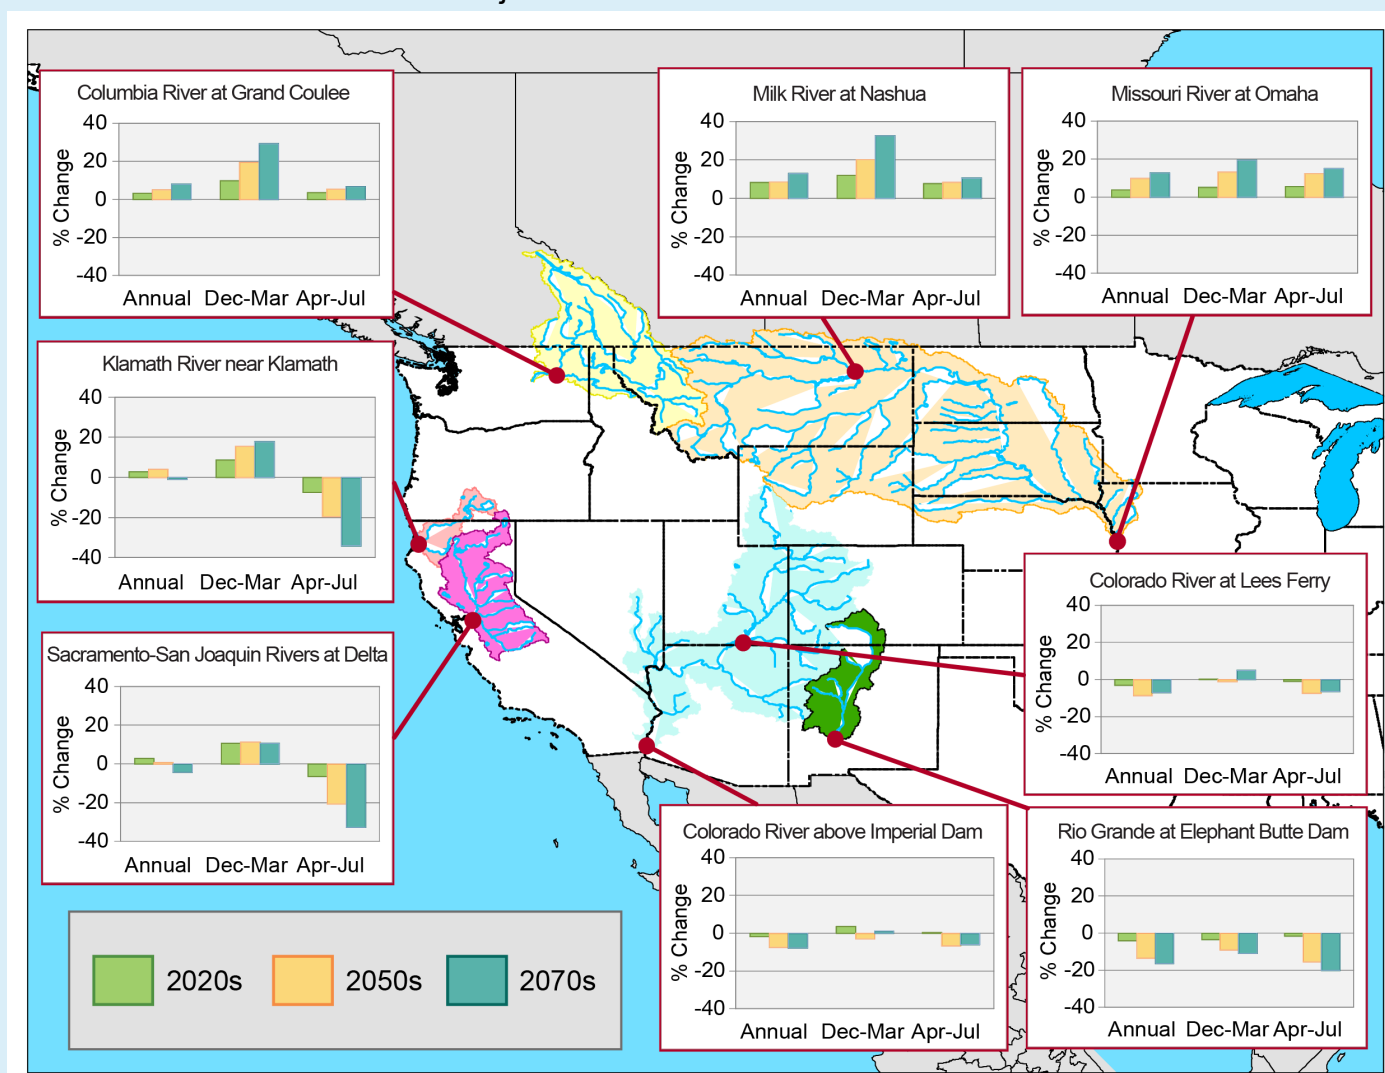 Columbia River at Grand Coulee
40
20
0
-20
-40
% Change
Annual Dec-Mar Apr-Jul
Milk River at Nashua
40
20
0
-20
-40
% Change
Annual Dec-Mar Apr-Jul
Missouri River at Omaha
40
20
0
-20
-40
% Change
Annual Dec-Mar Apr-Jul
Klamath River near Klamath
40
20
0
-20
-40
% Change
Annual Dec-Mar Apr-Jul
Colorado River at Lees Ferry
40
20
0
-20
-40
% Change
Annual Dec-Mar Apr-Jul
Sacramento-San Joaquin Rivers at Delta
40
20
0
-20
-40
% Change
Annual Dec-Mar Apr-Jul
Colorado River above Imperial Dam
40
20
0
-20
-40
% Change
Annual Dec-Mar Apr-Jul
Rio Grande at Elephant Butte Dam
40
20
0
-20
-40
% Change
Annual Dec-Mar Apr-Jul
2020s 2050s 2070s